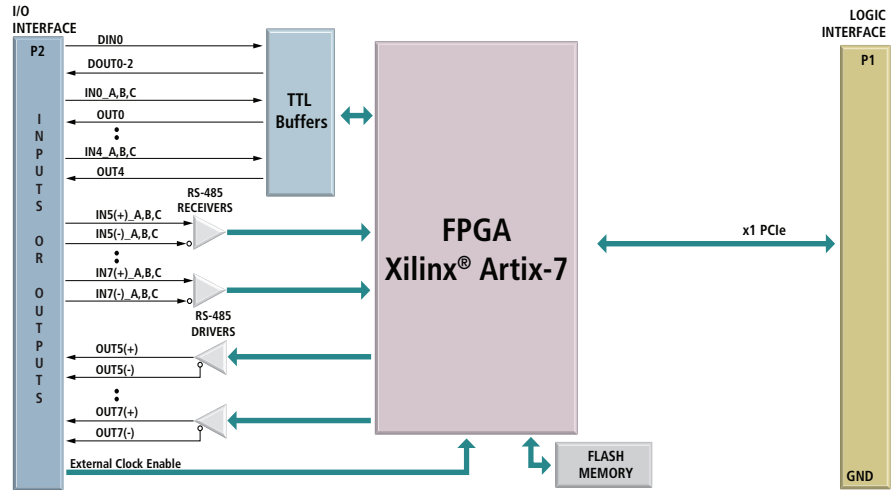 I/O
INTERFACE
P2
I
N
P
U
T
S
O
R
O
U
T
P
U
T
S
DIN0
DOUT0-2
IN0_A,B,C
OUT0
IN4_A,B,C
OUT4
TTL
Buffers
RS-485
RECEIVERS
IN5(+)_A,B,C
IN5(-)_A,B,C
IN7(+)_A,B,C
IN7(-)_A,B,C
RS-485
DRIVERS
OUT5(+)
OUT5(-)
OUT7(+)
OUT7(-)
External Clock Enable
FPGA
Xilinx® Artix-7
FLASH
MEMORY
x1 PCIe
LOGIC
INTERFACE
P1
GND